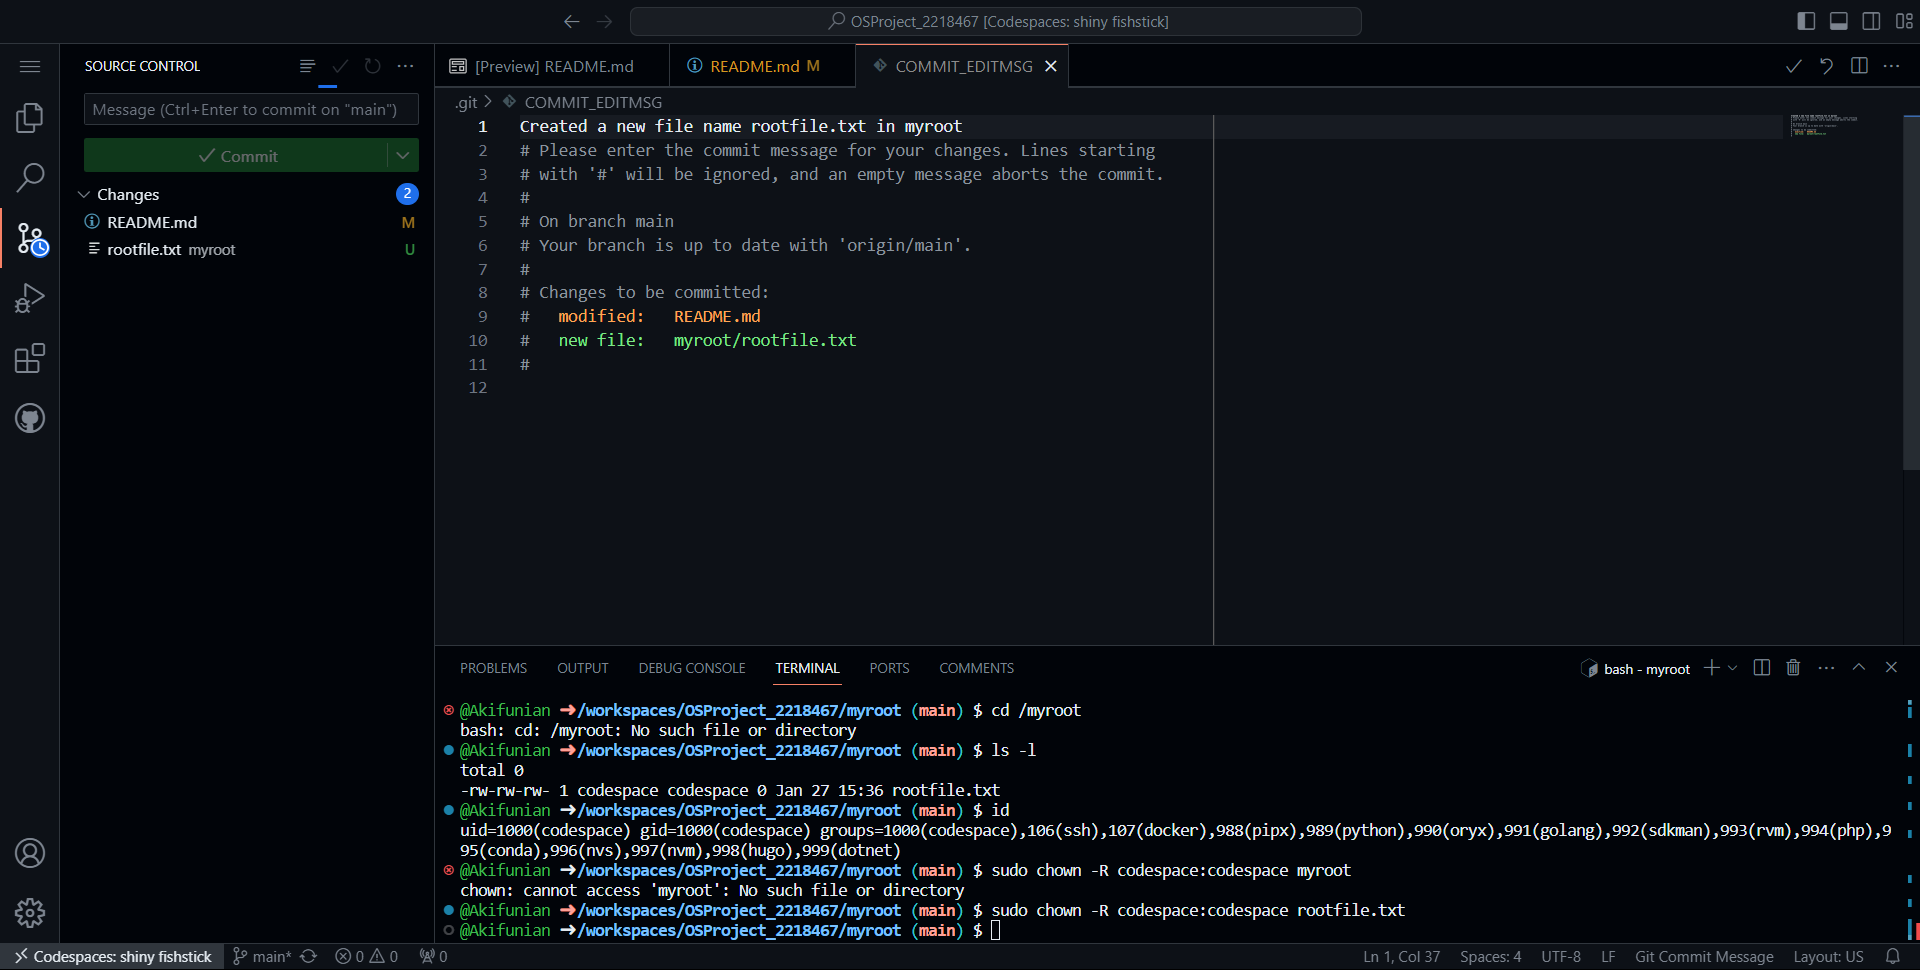 OSProject_2218467 [Codespaces: shiny fishstick]
SOURCE CONTROL
Message (Ctrl+Enter to commit on "main")
Commit
Changes
2
README.md
M
rootfile.txt myroot
U
[Preview] README.md
README.md M
COMMIT_EDITMSG
.git > COMMIT_EDITMSG
1 Created a new file name rootfile.txt in myroot
2 # Please enter the commit message for your changes. Lines starting
3 # with '#' will be ignored, and an empty message aborts the commit.
4 #
5 # On branch main
6 # Your branch is up to date with 'origin/main'.
7 #
8 # Changes to be committed:
9 # modified: README.md
10 # new file: myroot/rootfile.txt
11 #
12
PROBLEMS OUTPUT DEBUG CONSOLE TERMINAL PORTS COMMENTS
bash - myroot
@Akifunian ➜/workspaces/OSProject_2218467/myroot (main) $ cd /myroot
bash: cd: /myroot: No such file or directory
@Akifunian ➜/workspaces/OSProject_2218467/myroot (main) $ ls -l
total 0
-rw-rw-rw- 1 codespace codespace 0 Jan 27 15:36 rootfile.txt
@Akifunian ➜/workspaces/OSProject_2218467/myroot (main) $ id
uid=1000(codespace) gid=1000(codespace) groups=1000(codespace),106(ssh),107(docker),988(pipx),989(python),990(oryx),991(golang),992(sdkman),993(rvm),994(php),9
95(conda),996(nvs),997(nvm),998(hugo),999(dotnet)
@Akifunian ➜/workspaces/OSProject_2218467/myroot (main) $ sudo chown -R codespace:codespace myroot
chown: cannot access 'myroot': No such file or directory
@Akifunian ➜/workspaces/OSProject_2218467/myroot (main) $ sudo chown -R codespace:codespace rootfile.txt
@Akifunian ➜/workspaces/OSProject_2218467/myroot (main) $
Codespaces: shiny fishstick
main*
0
0
0
Ln 1, Col 37
Spaces: 4
UTF-8
LF
Git Commit Message
Layout: US